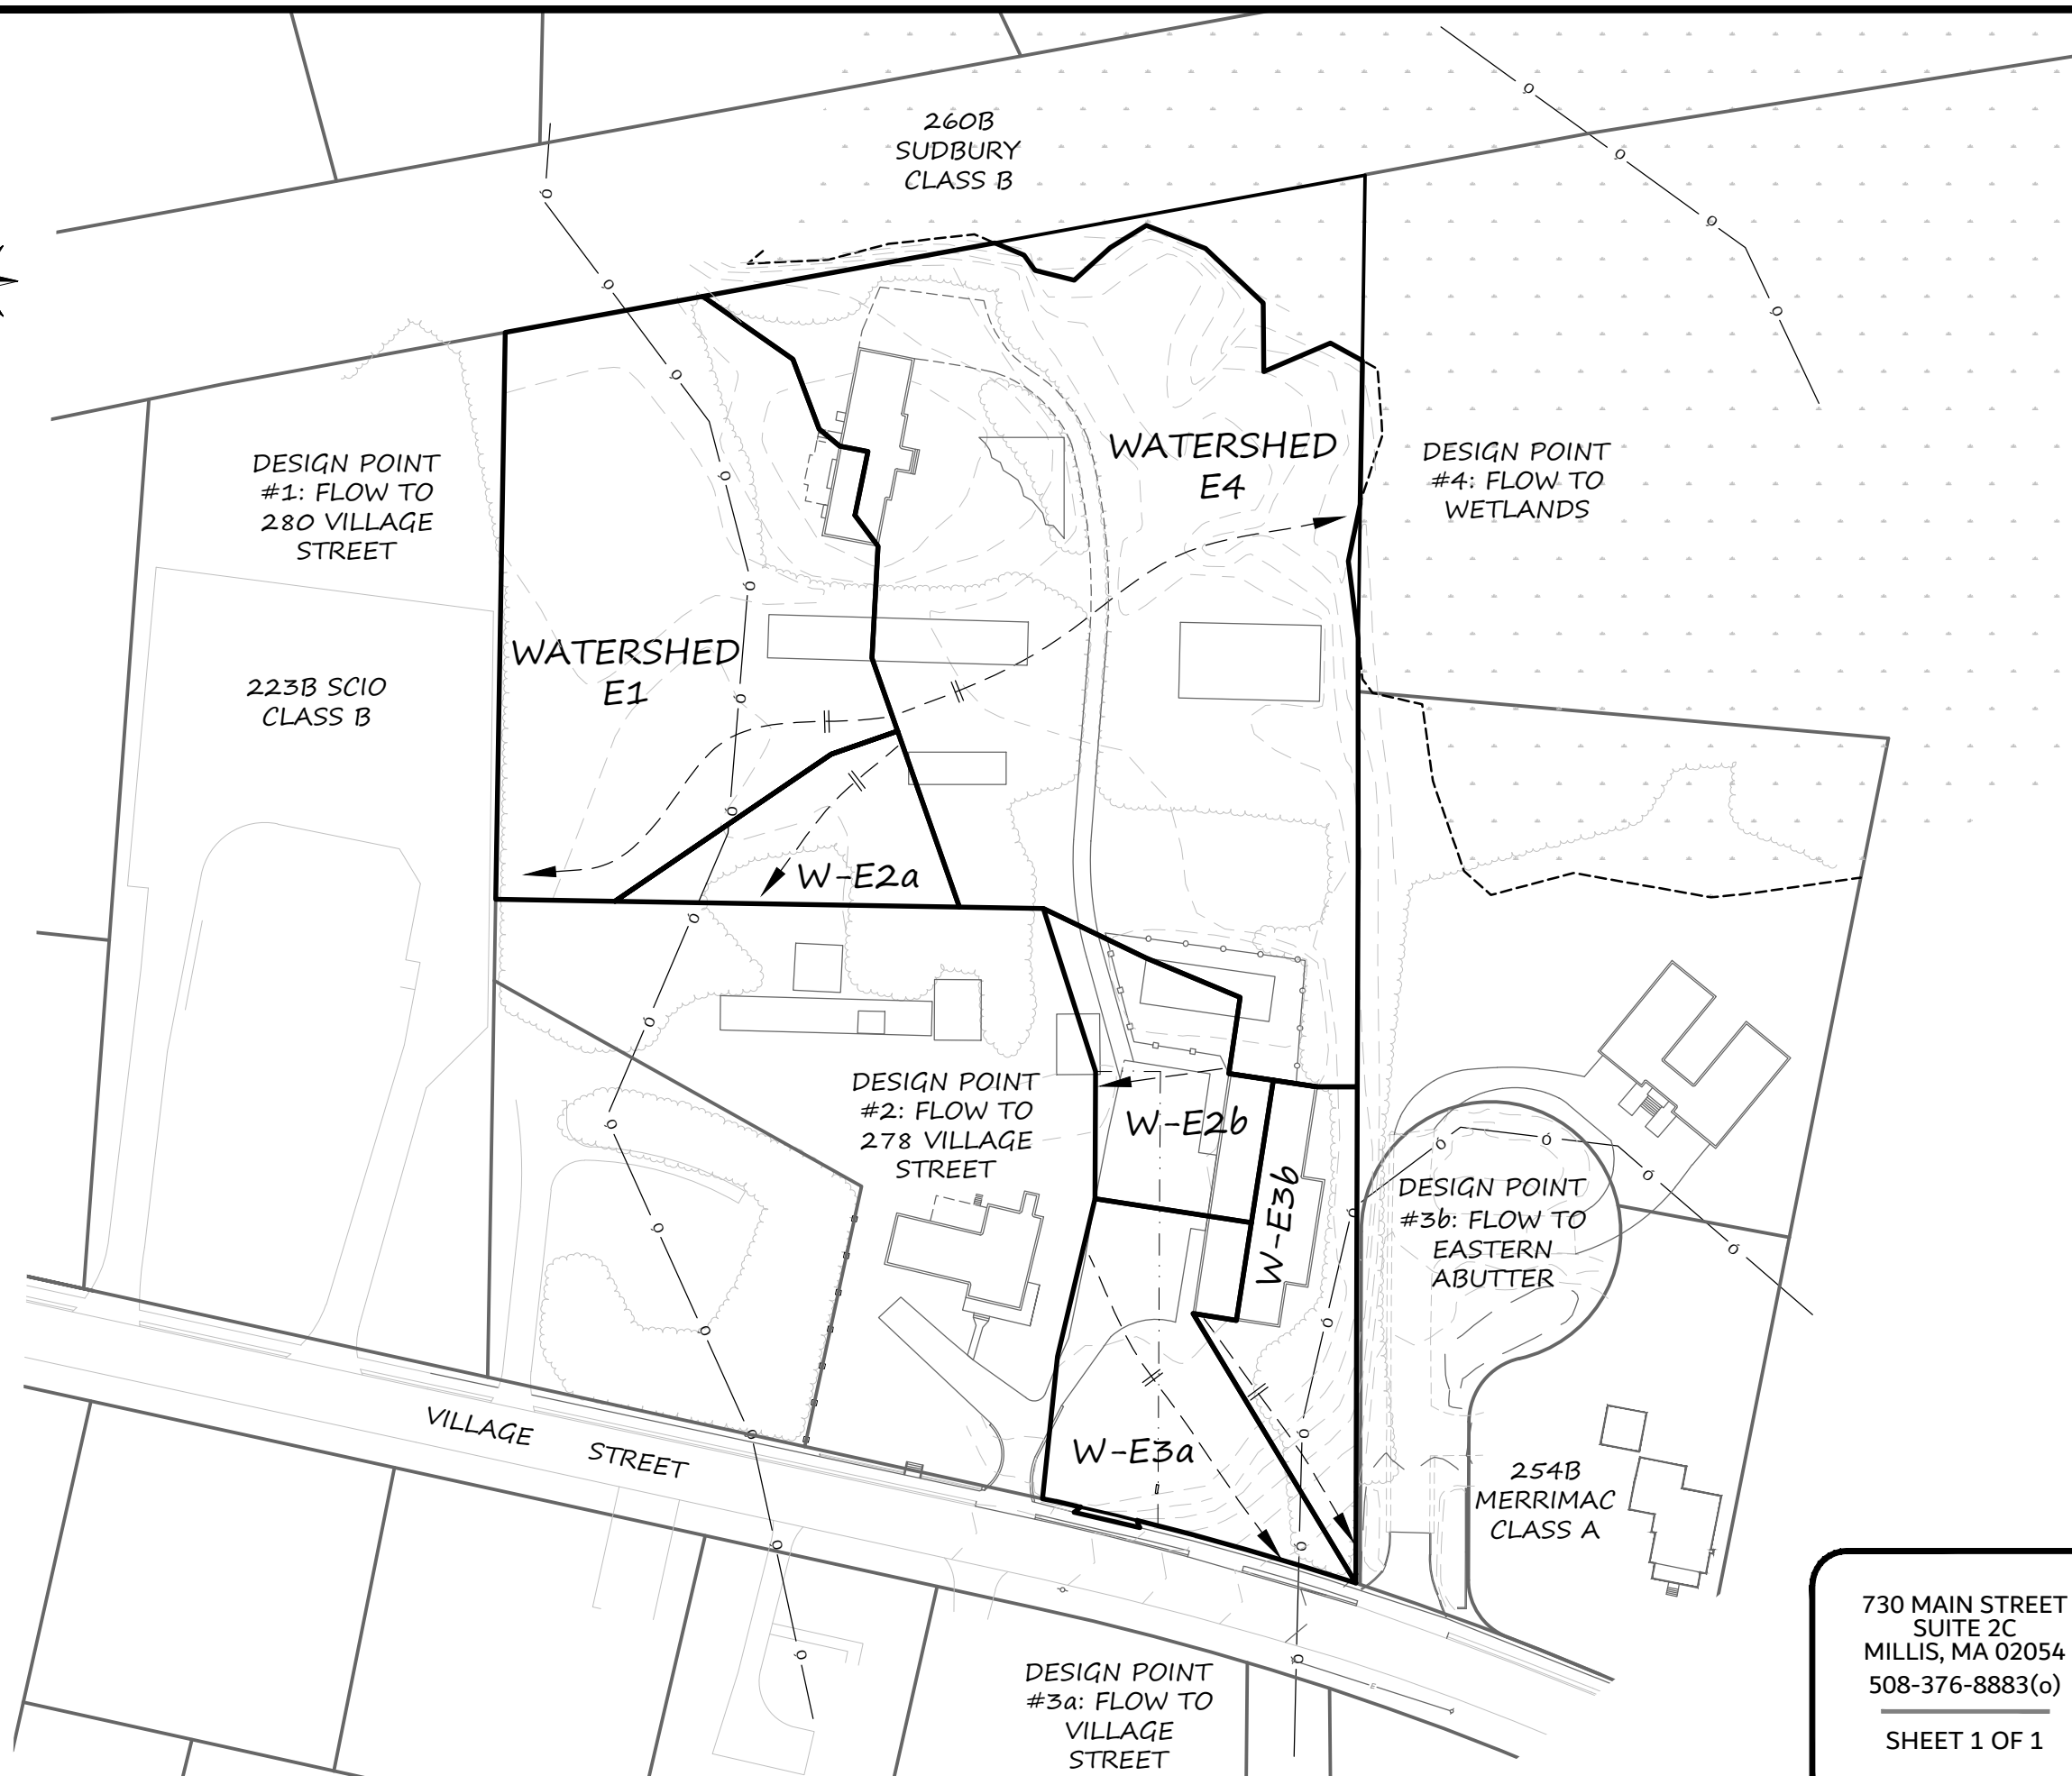 260B
SUDBURY
CLASS B
DESIGN POINT
#1: FLOW TO
280 VILLAGE
STREET
WATERSHED
E4
DESIGN POINT
#4: FLOW TO
WETLANDS
WATERSHED
E1
223B SCIO
CLASS B
W-E2a
DESIGN POINT
#2: FLOW TO
278 VILLAGE
STREET
W-E2b
W-E3b
DESIGN POINT
#3b: FLOW TO
EASTERN
ABUTTER
VILLAGE STREET
W-E3a
254B
MERRIMAC
CLASS A
DESIGN POINT
#3a: FLOW TO
VILLAGE
STREET
730 MAIN STREET
SUITE 2C
MILLIS, MA 02054
508-376-8883(o)
SHEET 1 OF 1